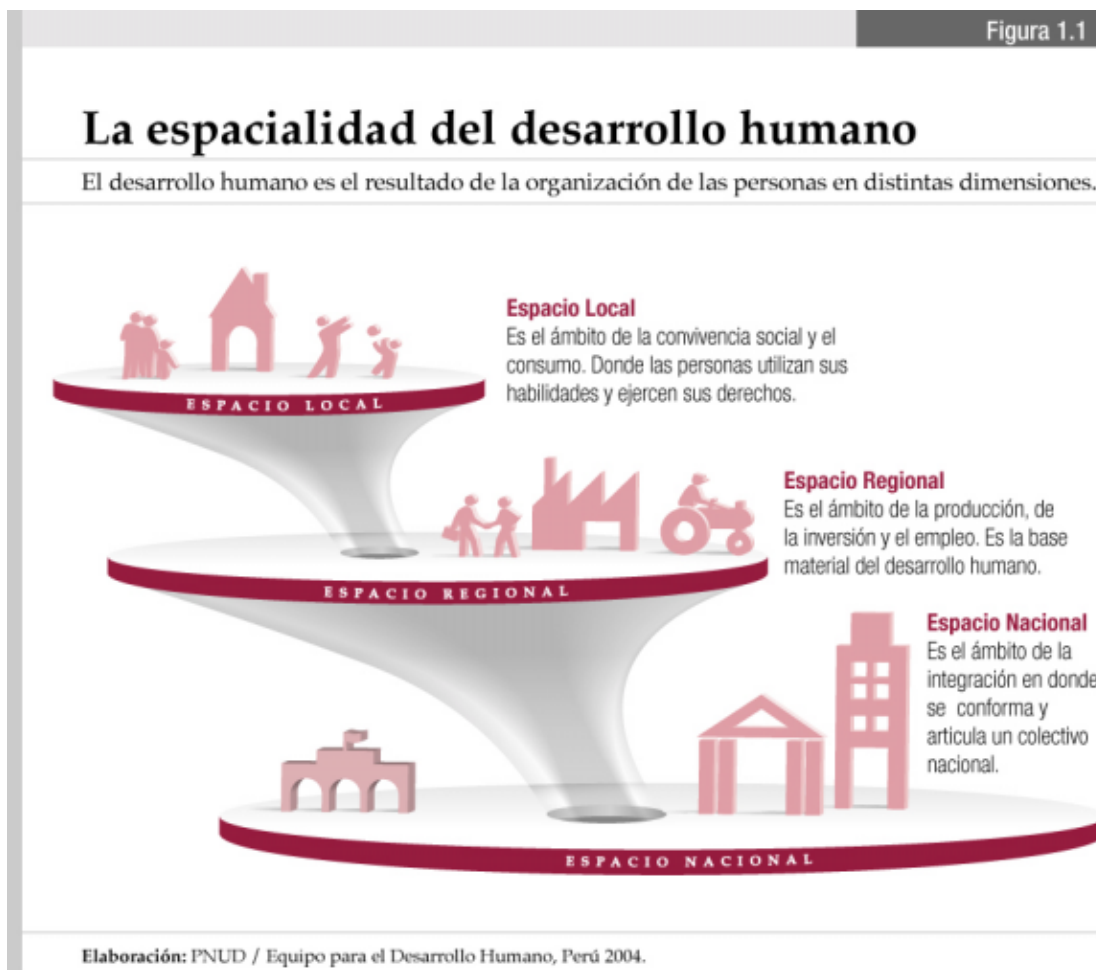 Figura 1.1
La espacialidad del desarrollo humano
El desarrollo humano es el resultado de la organización de las personas en distintas dimensiones.
Espacio Local
Es el ámbito de la convivencia social y el
consumo. Donde las personas utilizan sus
habilidades y ejercen sus derechos.
ESPACIO LOCAL
Espacio Regional
Es el ámbito de la producción, de
la inversión y el empleo. Es la base
material del desarrollo humano.
ESPACIO REGIONAL
Espacio Nacional
Es el ámbito de la
integración en donde
se conforma y
articula un colectivo
nacional.
ESPACIO NACIONAL
Elaboración: PNUD / Equipo para el Desarrollo Humano, Perú 2004.